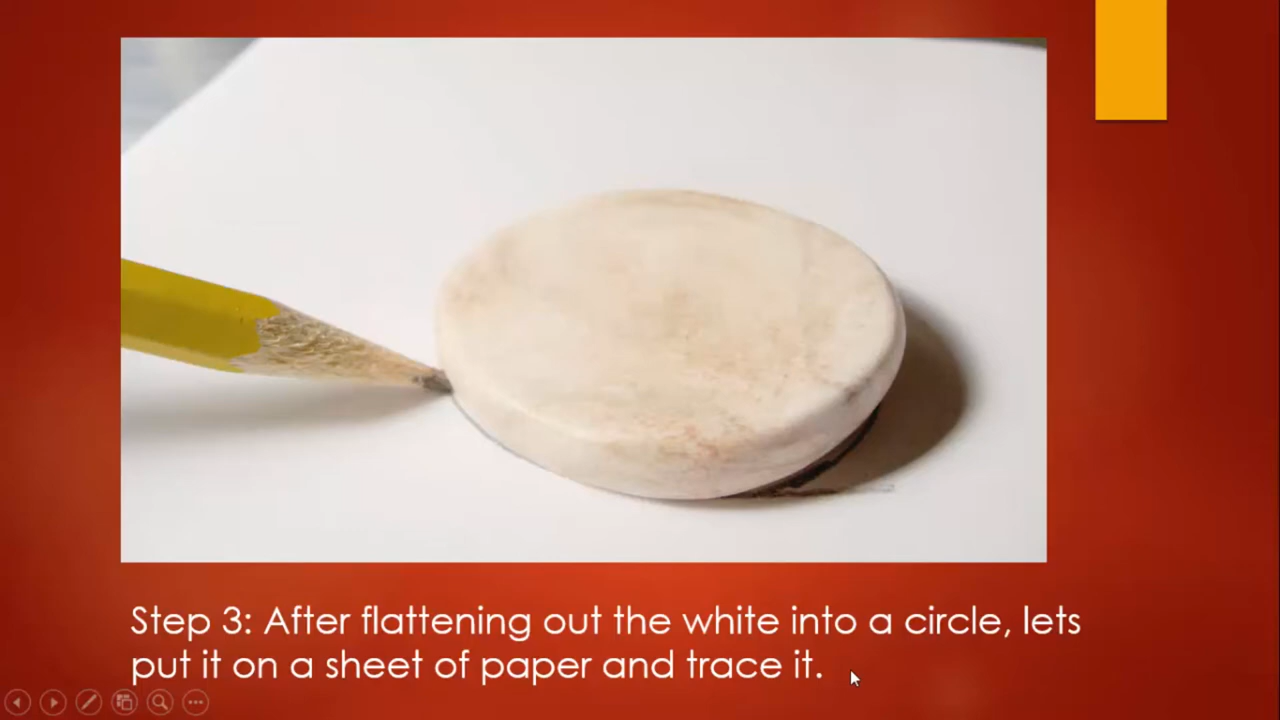 Step 3: After flattening out the white into a circle, lets
put it on a sheet of paper and trace it.